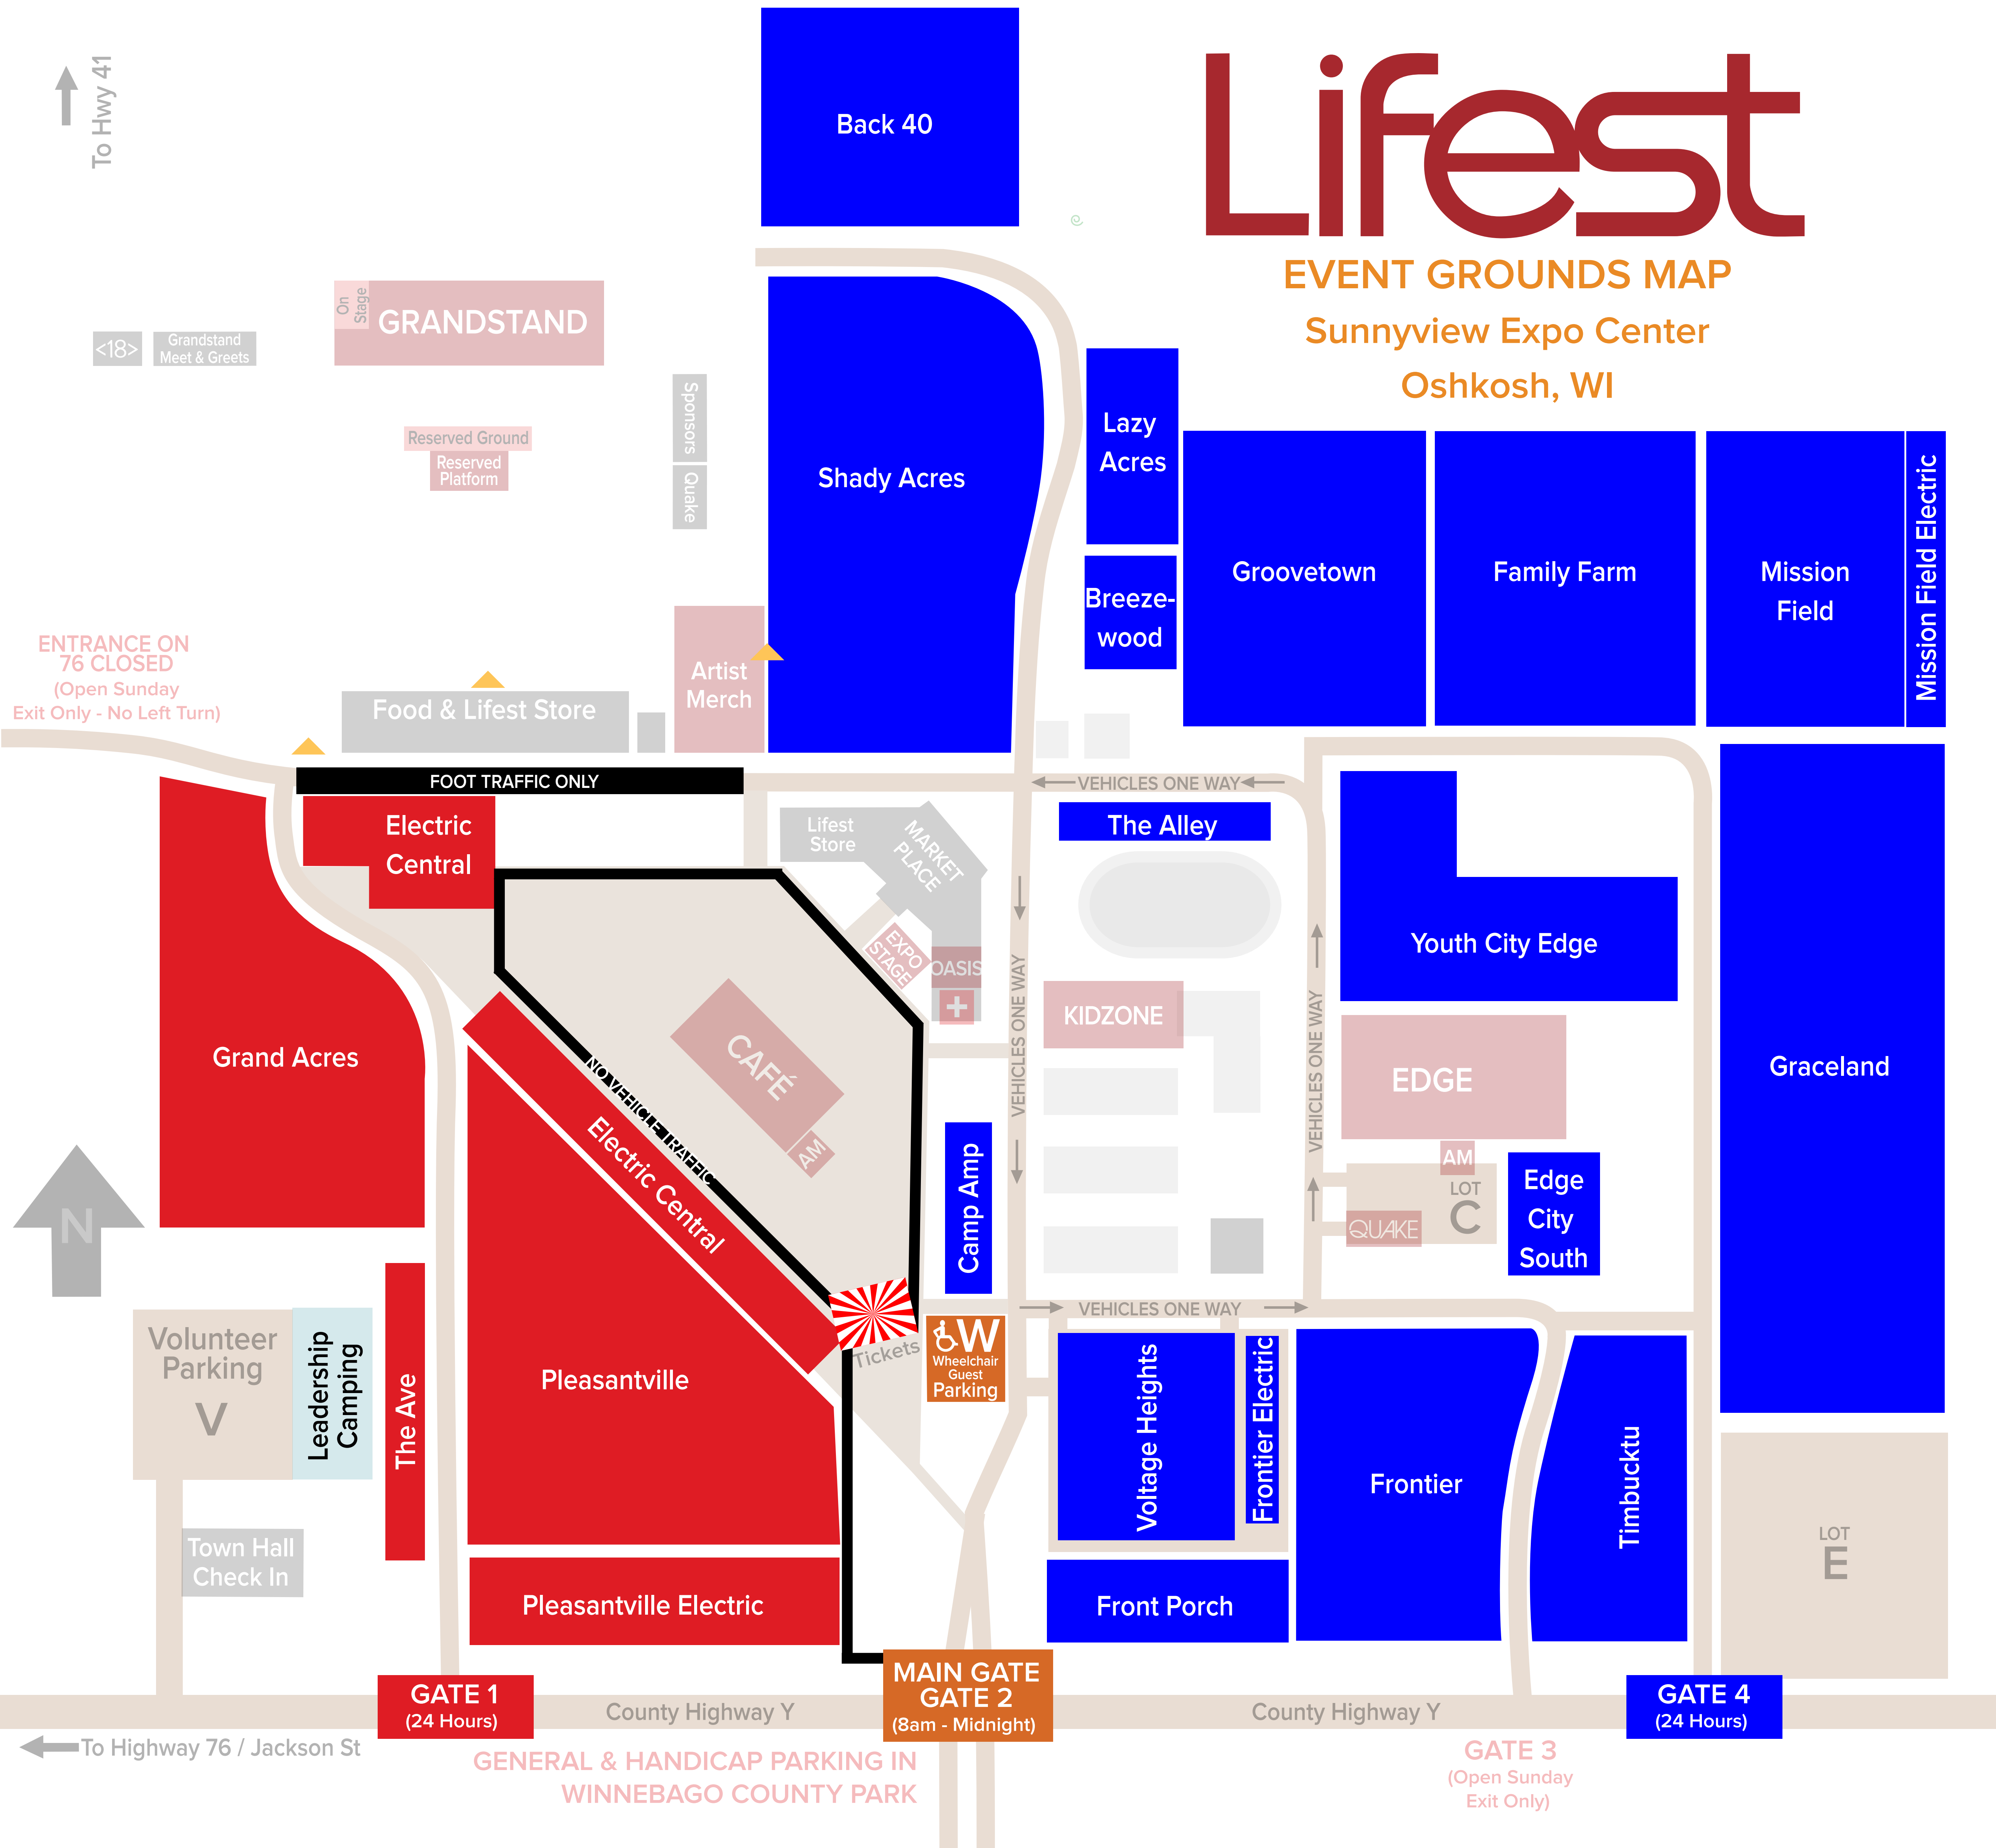 To Hwy 41
Back 40
Lifest
EVENT GROUNDS MAP
Sunnyview Expo Center
Oshkosh, WI
On
Stage
GRANDSTAND
<18>
Grandstand
Meet & Greets
Sponsors
Quake
Reserved Ground
Reserved
Platform
Shady Acres
Lazy
Acres
Breeze-
wood
Groovetown
Family Farm
Mission
Field
Mission Field Electric
ENTRANCE ON
76 CLOSED
(Open Sunday
Exit Only - No Left Turn)
Food & Lifest Store
Artist
Merch
FOOT TRAFFIC ONLY
VEHICLES ONE WAY
Electric
Central
Lifest
Store
MARKET
PLACE
The Alley
EXPO
STAGE
OASIS
Youth City Edge
Grand Acres
CAFÉ
AM
NO VEHICLE TRAFFIC
Electric Central
VEHICLES ONE WAY
KIDZONE
VEHICLES ONE WAY
EDGE
AM
LOT
C
QUAKE
Edge
City
South
Graceland
Camp Amp
N
VEHICLES ONE WAY
Volunteer
Parking
V
Leadership
Camping
The Ave
Pleasantville
Tickets
W
Wheelchair
Guest
Parking
Voltage Heights
Frontier Electric
Frontier
Timbucktu
LOT
E
Town Hall
Check In
Pleasantville Electric
Front Porch
GATE 1
(24 Hours)
County Highway Y
MAIN GATE
GATE 2
(8am - Midnight)
County Highway Y
GATE 4
(24 Hours)
To Highway 76 / Jackson St
GENERAL & HANDICAP PARKING IN
WINNEBAGO COUNTY PARK
GATE 3
(Open Sunday
Exit Only)